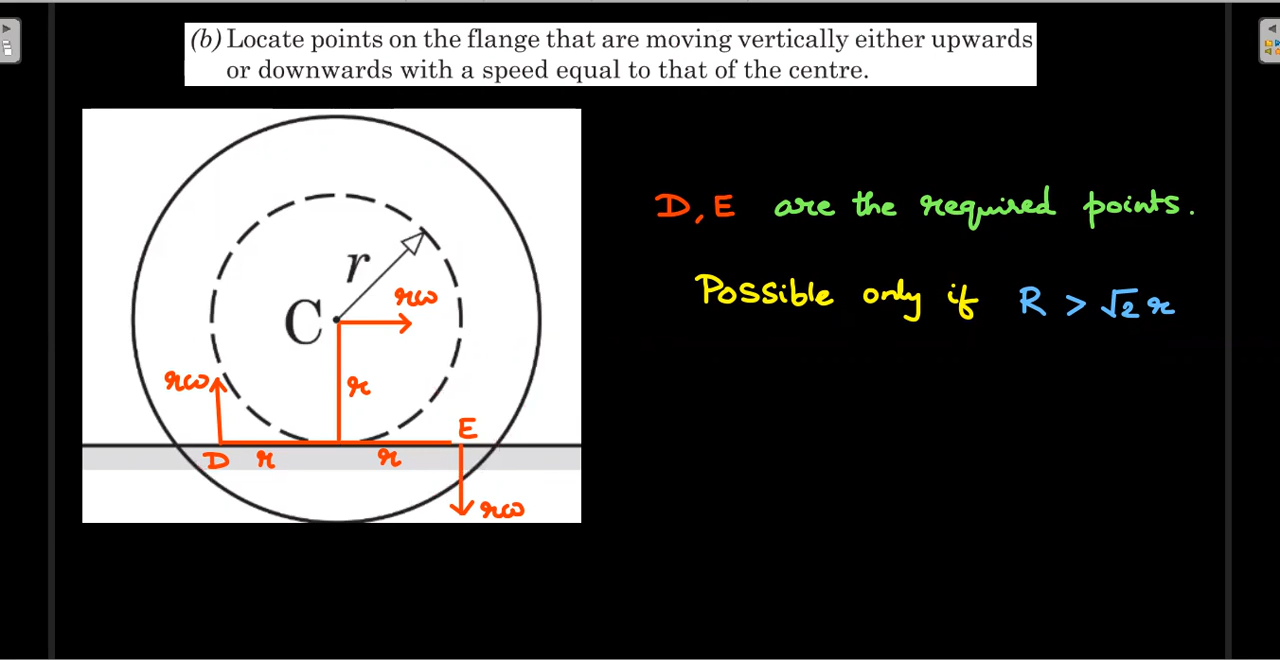 (b) Locate points on the flange that are moving vertically either upwards
or downwards with a speed equal to that of the centre.
D, E are the required points.
Possible only if R > √2 r
r
C
rω
rω
r
E
D
r
r
rω